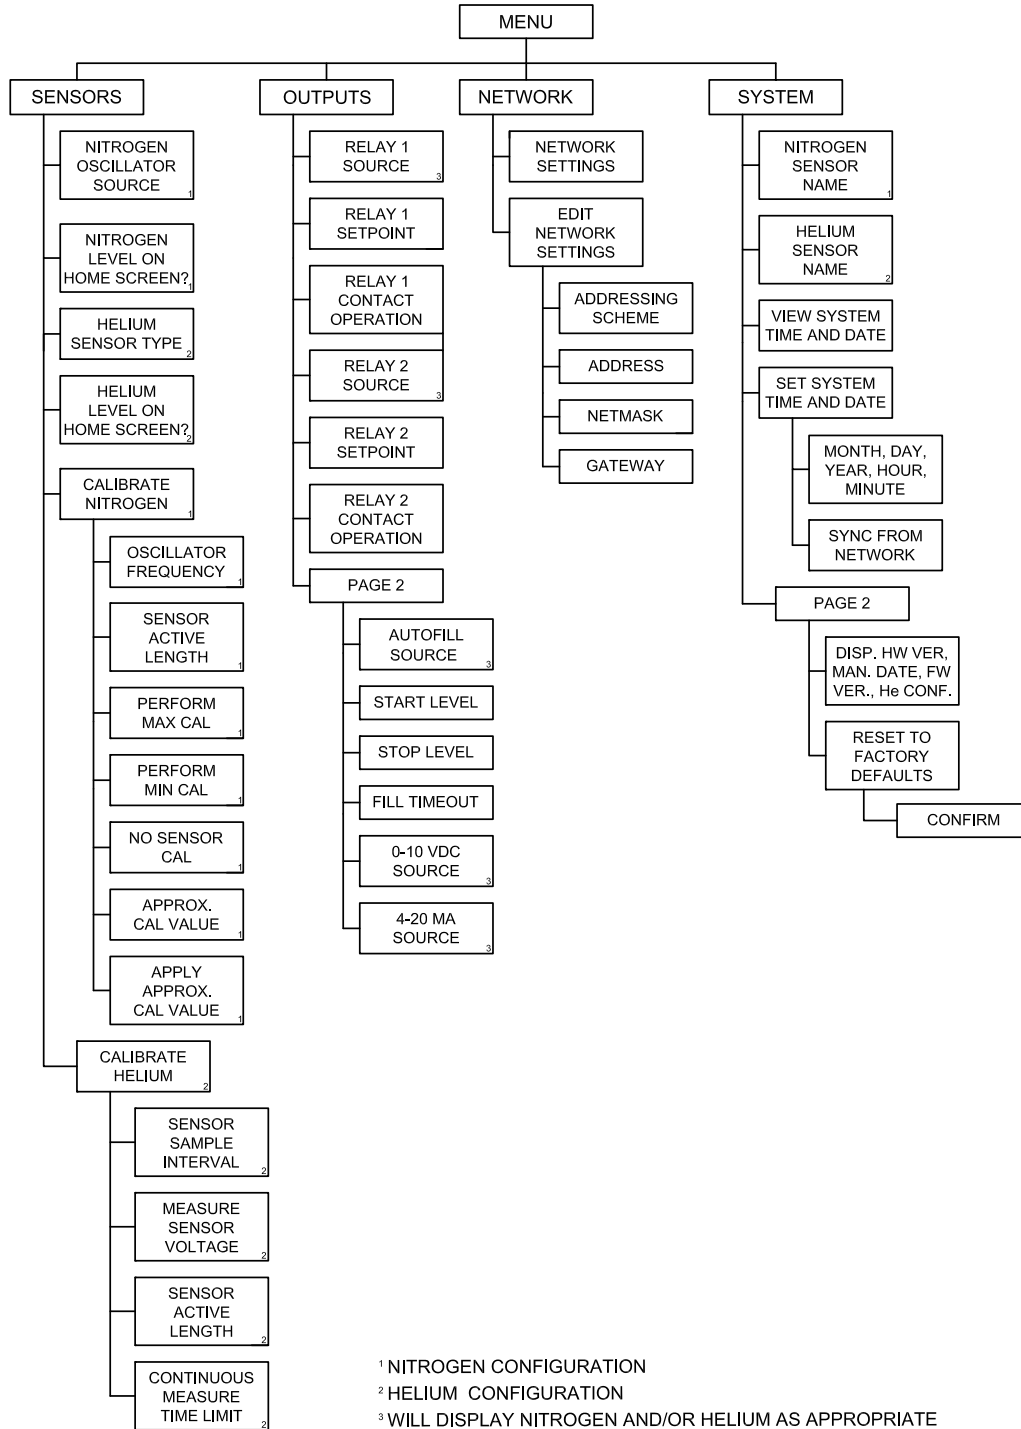 MENU
SENSORS
NITROGEN
OSCILLATOR
SOURCE 1
NITROGEN
LEVEL ON
HOME SCREEN? 1
HELIUM
SENSOR TYPE 2
HELIUM
LEVEL ON
HOME SCREEN? 2
CALIBRATE
NITROGEN 1
OSCILLATOR
FREQUENCY 1
SENSOR
ACTIVE
LENGTH 1
PERFORM
MAX CAL 1
PERFORM
MIN CAL 1
NO SENSOR
CAL 1
APPROX.
CAL VALUE 1
APPLY
APPROX.
CAL VALUE 1
CALIBRATE
HELIUM 2
SENSOR
SAMPLE
INTERVAL 2
MEASURE
SENSOR
VOLTAGE 2
SENSOR
ACTIVE
LENGTH 2
CONTINUOUS
MEASURE
TIME LIMIT 2
OUTPUTS
RELAY 1
SOURCE 3
RELAY 1
SETPOINT
RELAY 1
CONTACT
OPERATION
RELAY 2
SOURCE 3
RELAY 2
SETPOINT
RELAY 2
CONTACT
OPERATION
PAGE 2
AUTOFILL
SOURCE 3
START LEVEL
STOP LEVEL
FILL TIMEOUT
0-10 VDC
SOURCE 3
4-20 MA
SOURCE 3
NETWORK
NETWORK
SETTINGS
EDIT
NETWORK
SETTINGS
ADDRESSING
SCHEME
ADDRESS
NETMASK
GATEWAY
SYSTEM
NITROGEN
SENSOR
NAME 1
HELIUM
SENSOR
NAME 2
VIEW SYSTEM
TIME AND DATE
SET SYSTEM
TIME AND DATE
MONTH, DAY,
YEAR, HOUR,
MINUTE
SYNC FROM
NETWORK
PAGE 2
DISP. HW VER,
MAN. DATE, FW
VER., He CONF.
RESET TO
FACTORY
DEFAULTS
CONFIRM
1 NITROGEN CONFIGURATION
2 HELIUM CONFIGURATION
3 WILL DISPLAY NITROGEN AND/OR HELIUM AS APPROPRIATE